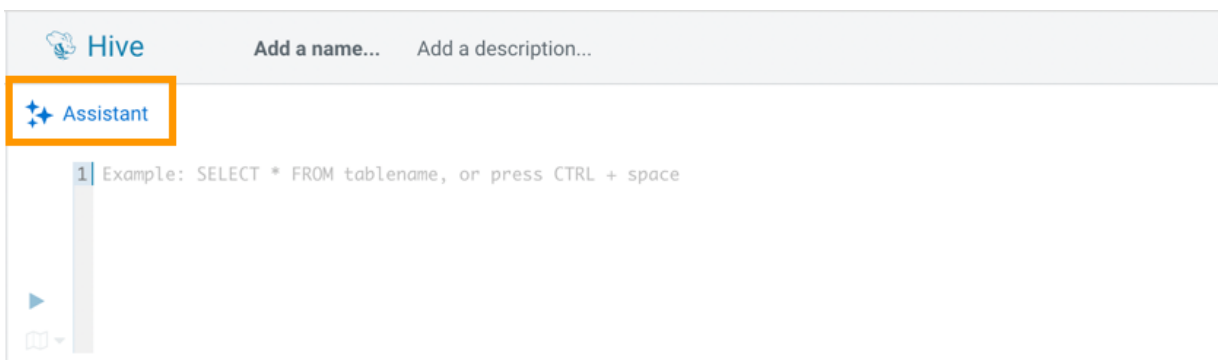 Hive Add a name... Add a description...
Assistant
1 Example: SELECT * FROM tablename, or press CTRL + space